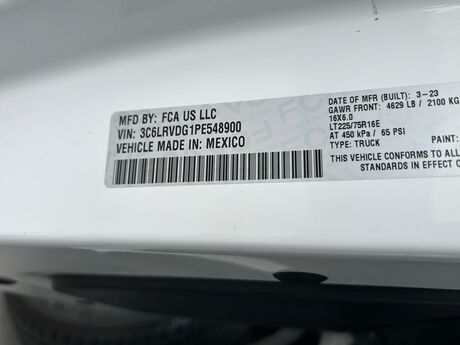 MFD BY: FCA US LLC
VIN: 3C6LRVDG1PE548900
VEHICLE MADE IN: MEXICO
DATE OF MFR (BUILT): 3-23
GAWR FRONT: 4629 LB / 2100 KG
16X6.0
LT225/75R16E
AT 450 kPa / 65 PSI
TYPE: TRUCK PAINT:
THIS VEHICLE CONFORMS TO ALL
STANDARDS IN EFFECT O